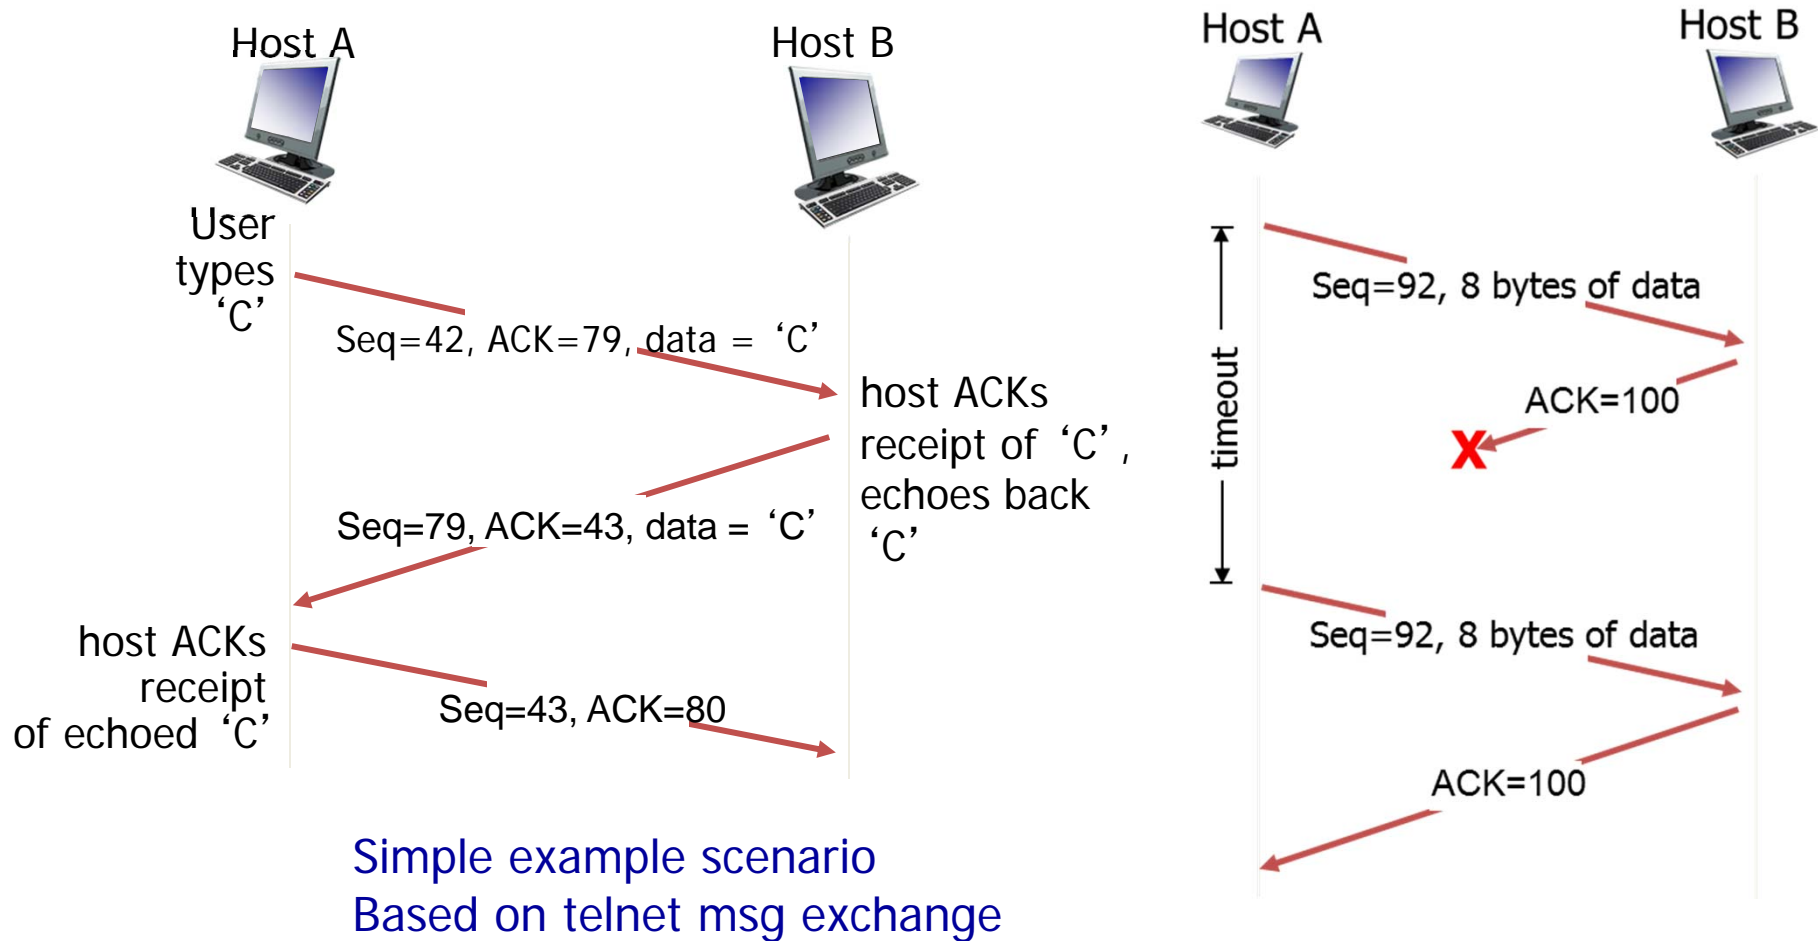 Host A
Host B
User
types
‘C’
Seq=42, ACK=79, data = ‘C’
host ACKs
receipt of ‘C’,
echoes back
‘C’
Seq=79, ACK=43, data = ‘C’
host ACKs
receipt
of echoed ‘C’
Seq=43, ACK=80
Simple example scenario
Based on telnet msg exchange
Host A
Host B
timeout
Seq=92, 8 bytes of data
ACK=100
X
Seq=92, 8 bytes of data
ACK=100